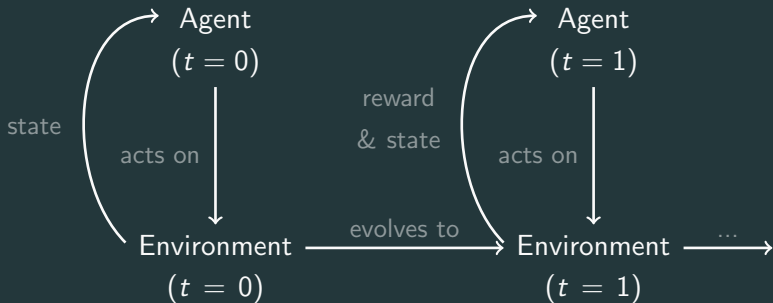 Agent
(t = 0)
state
acts on
Environment
(t = 0)
evolves to
Agent
(t = 1)
reward
& state
acts on
Environment
(t = 1)
...